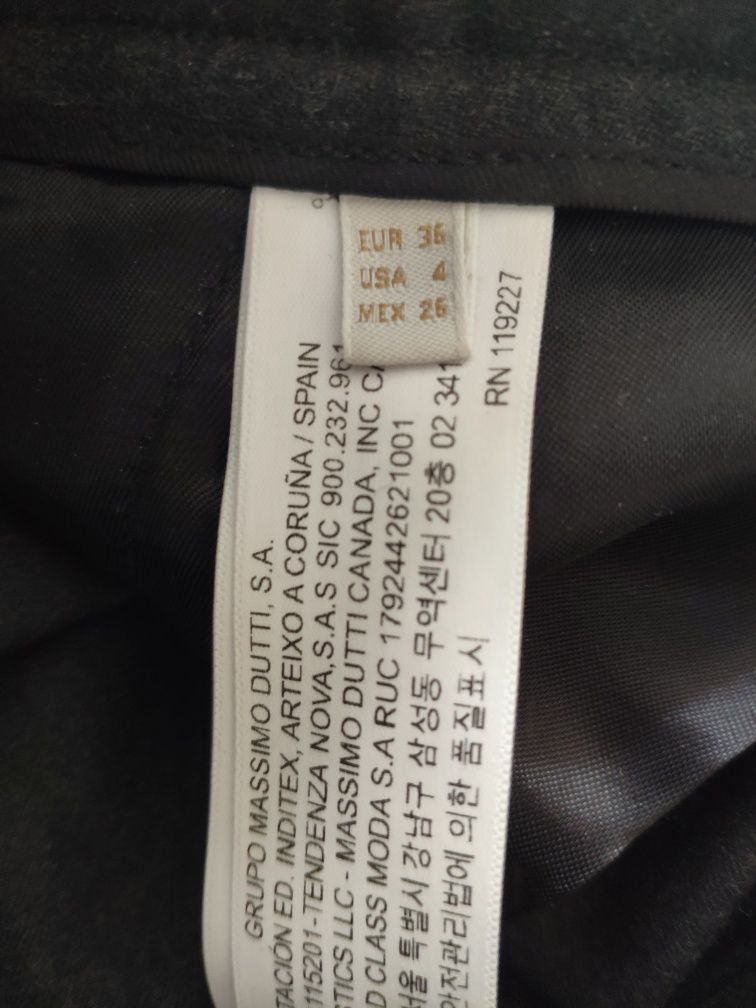 EUR 36
USA 4
MEX 26
GRUPO MASSIMO DUTTI, S.A.
TACIÓN ED. INDITEX, ARTEIXO A CORUÑA / SPAIN
115201-TENDENZA NOVA,S.A.S SIC 900.232.961
STICS LLC - MASSIMO DUTTI CANADA, INC CA
D CLASS MODA S.A RUC 1792442621001
서울 특별시 강남구 삼성동 무역센터 20층 02 341
안전관리법에 의한 품질표시
RN 119227